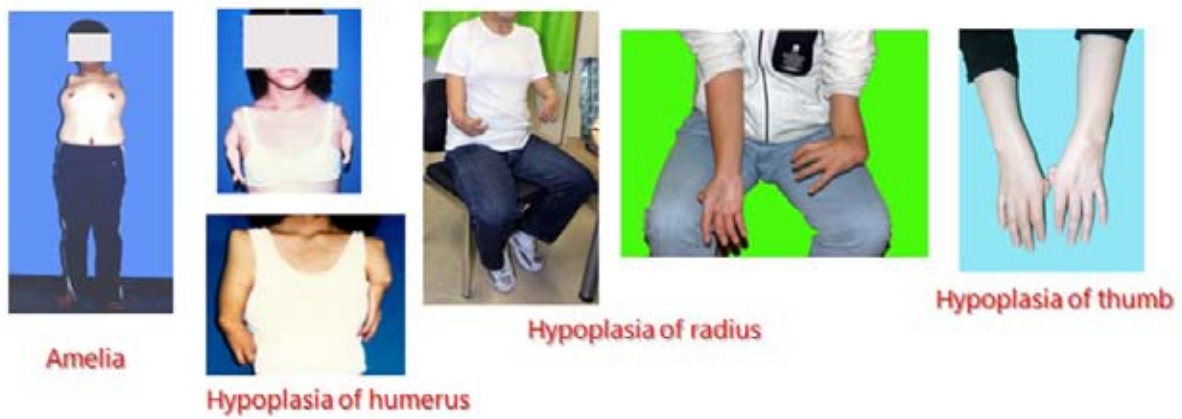 Amelia
Hypoplasia of humerus
Hypoplasia of radius
Hypoplasia of thumb